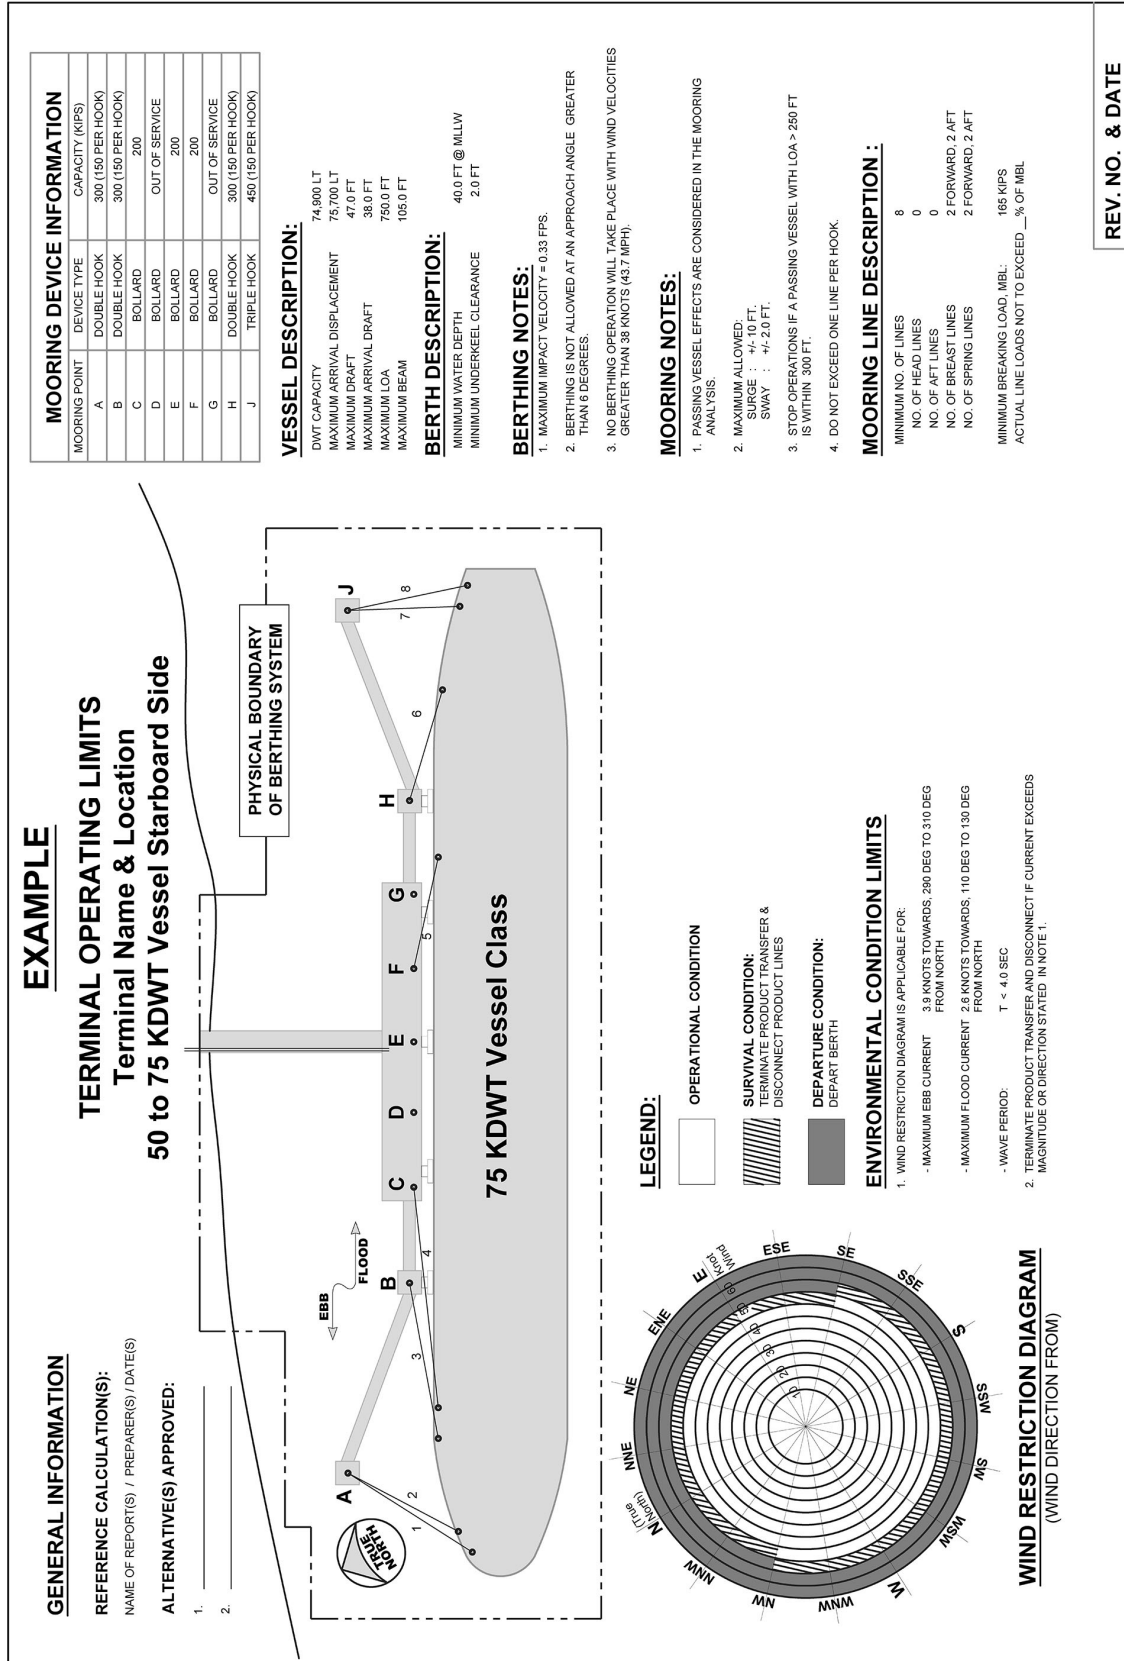 EXAMPLE
TERMINAL OPERATING LIMITS
Terminal Name & Location
50 to 75 KDWT Vessel Starboard Side
GENERAL INFORMATION
REFERENCE CALCULATION(S):
NAME OF REPORT(S) / PREPARER(S) / DATE(S)
ALTERNATIVE(S) APPROVED:
1.
2.
PHYSICAL BOUNDARY
OF BERTHING SYSTEM
EBB
FLOOD
TRUE
NORTH
A
B
C
D
E
F
G
H
J
1
2
3
4
5
6
7
8
75 KDWT Vessel Class
MOORING DEVICE INFORMATION
MOORING POINT DEVICE TYPE CAPACITY (KIPS)
A DOUBLE HOOK 300 (150 PER HOOK)
B DOUBLE HOOK 300 (150 PER HOOK)
C BOLLARD 200
D BOLLARD OUT OF SERVICE
E BOLLARD 200
F BOLLARD 200
G BOLLARD OUT OF SERVICE
H DOUBLE HOOK 300 (150 PER HOOK)
J TRIPLE HOOK 450 (150 PER HOOK)
VESSEL DESCRIPTION:
DWT CAPACITY 74,900 LT
MAXIMUM ARRIVAL DISPLACEMENT 75,700 LT
MAXIMUM DRAFT 47.0 FT
MAXIMUM ARRIVAL DRAFT 38.0 FT
MAXIMUM LOA 750.0 FT
MAXIMUM BEAM 105.0 FT
BERTH DESCRIPTION:
MINIMUM WATER DEPTH 40.0 FT @ MLLW
MINIMUM UNDERKEEL CLEARANCE 2.0 FT
BERTHING NOTES:
1. MAXIMUM IMPACT VELOCITY = 0.33 FPS.
2. BERTHING IS NOT ALLOWED AT AN APPROACH ANGLE GREATER
THAN 6 DEGREES.
3. NO BERTHING OPERATION WILL TAKE PLACE WITH WIND VELOCITIES
GREATER THAN 38 KNOTS (43.7 MPH).
MOORING NOTES:
1. PASSING VESSEL EFFECTS ARE CONSIDERED IN THE MOORING
ANALYSIS.
2. MAXIMUM ALLOWED:
SURGE : +/- 10 FT.
SWAY : +/- 2.0 FT.
3. STOP OPERATIONS IF A PASSING VESSEL WITH LOA > 250 FT
IS WITHIN 300 FT.
4. DO NOT EXCEED ONE LINE PER HOOK.
MOORING LINE DESCRIPTION :
MINIMUM NO. OF LINES 8
NO. OF HEAD LINES 0
NO. OF AFT LINES 0
NO. OF BREAST LINES 2 FORWARD, 2 AFT
NO. OF SPRING LINES 2 FORWARD, 2 AFT
MINIMUM BREAKING LOAD, MBL: 165 KIPS
ACTUAL LINE LOADS NOT TO EXCEED __% OF MBL
LEGEND:
OPERATIONAL CONDITION
SURVIVAL CONDITION:
TERMINATE PRODUCT TRANSFER &
DISCONNECT PRODUCT LINES
DEPARTURE CONDITION:
DEPART BERTH
ENVIRONMENTAL CONDITION LIMITS
1. WIND RESTRICTION DIAGRAM IS APPLICABLE FOR:
- MAXIMUM EBB CURRENT 3.9 KNOTS TOWARDS, 290 DEG TO 310 DEG
FROM NORTH
- MAXIMUM FLOOD CURRENT 2.6 KNOTS TOWARDS, 110 DEG TO 130 DEG
FROM NORTH
- WAVE PERIOD: T < 4.0 SEC
2. TERMINATE PRODUCT TRANSFER AND DISCONNECT IF CURRENT EXCEEDS
MAGNITUDE OR DIRECTION STATED IN NOTE 1.
N (True
North)
NNE
NE
ENE
E
ESE
SE
SSE
S
SSW
SW
WSW
W
WNW
NW
NNW
10
20
30
40
50
60
Knot
Wind
WIND RESTRICTION DIAGRAM
(WIND DIRECTION FROM)
REV. NO. & DATE